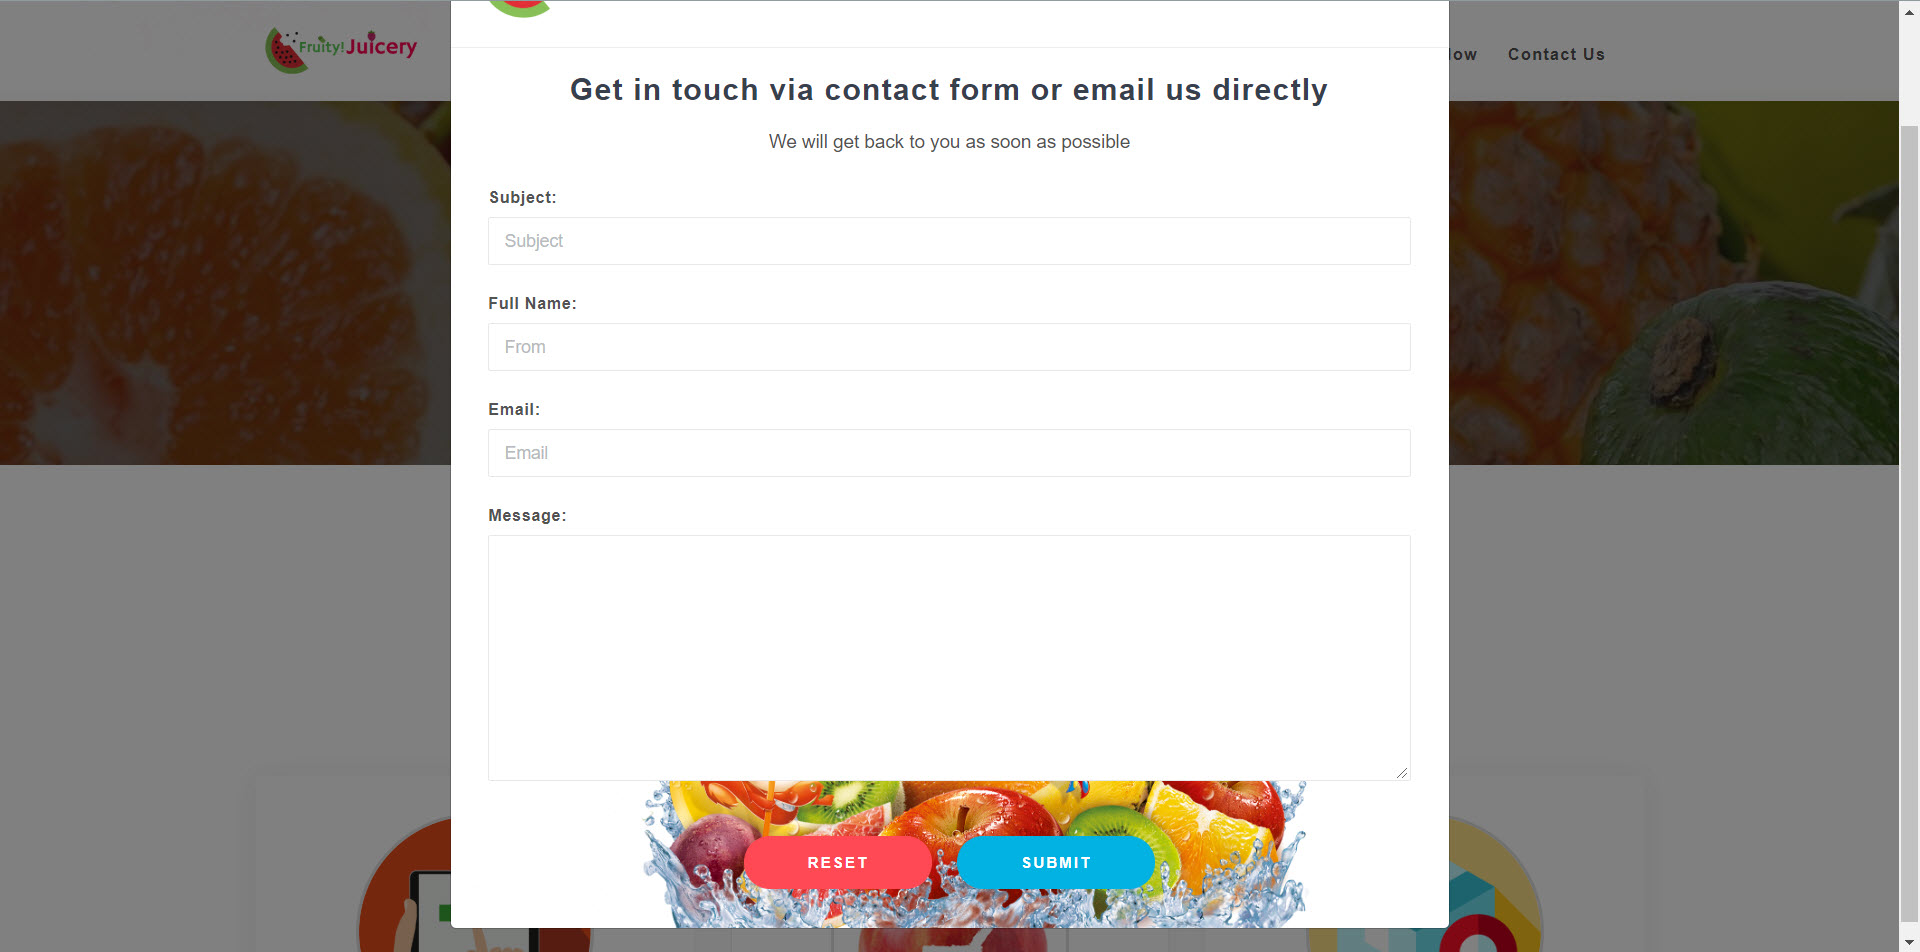 Fruity! Juicery
Contact Us
Get in touch via contact form or email us directly
We will get back to you as soon as possible
Subject:
Subject
Full Name:
From
Email:
Email
Message:
RESET
SUBMIT